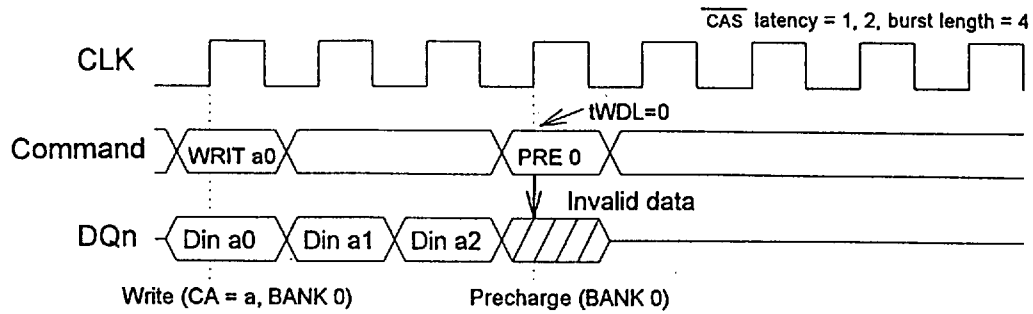 CAS latency = 1, 2, burst length = 4
CLK
tWDL=0
Command
WRIT a0
PRE 0
Invalid data
DQn
Din a0
Din a1
Din a2
Write (CA = a, BANK 0)
Precharge (BANK 0)